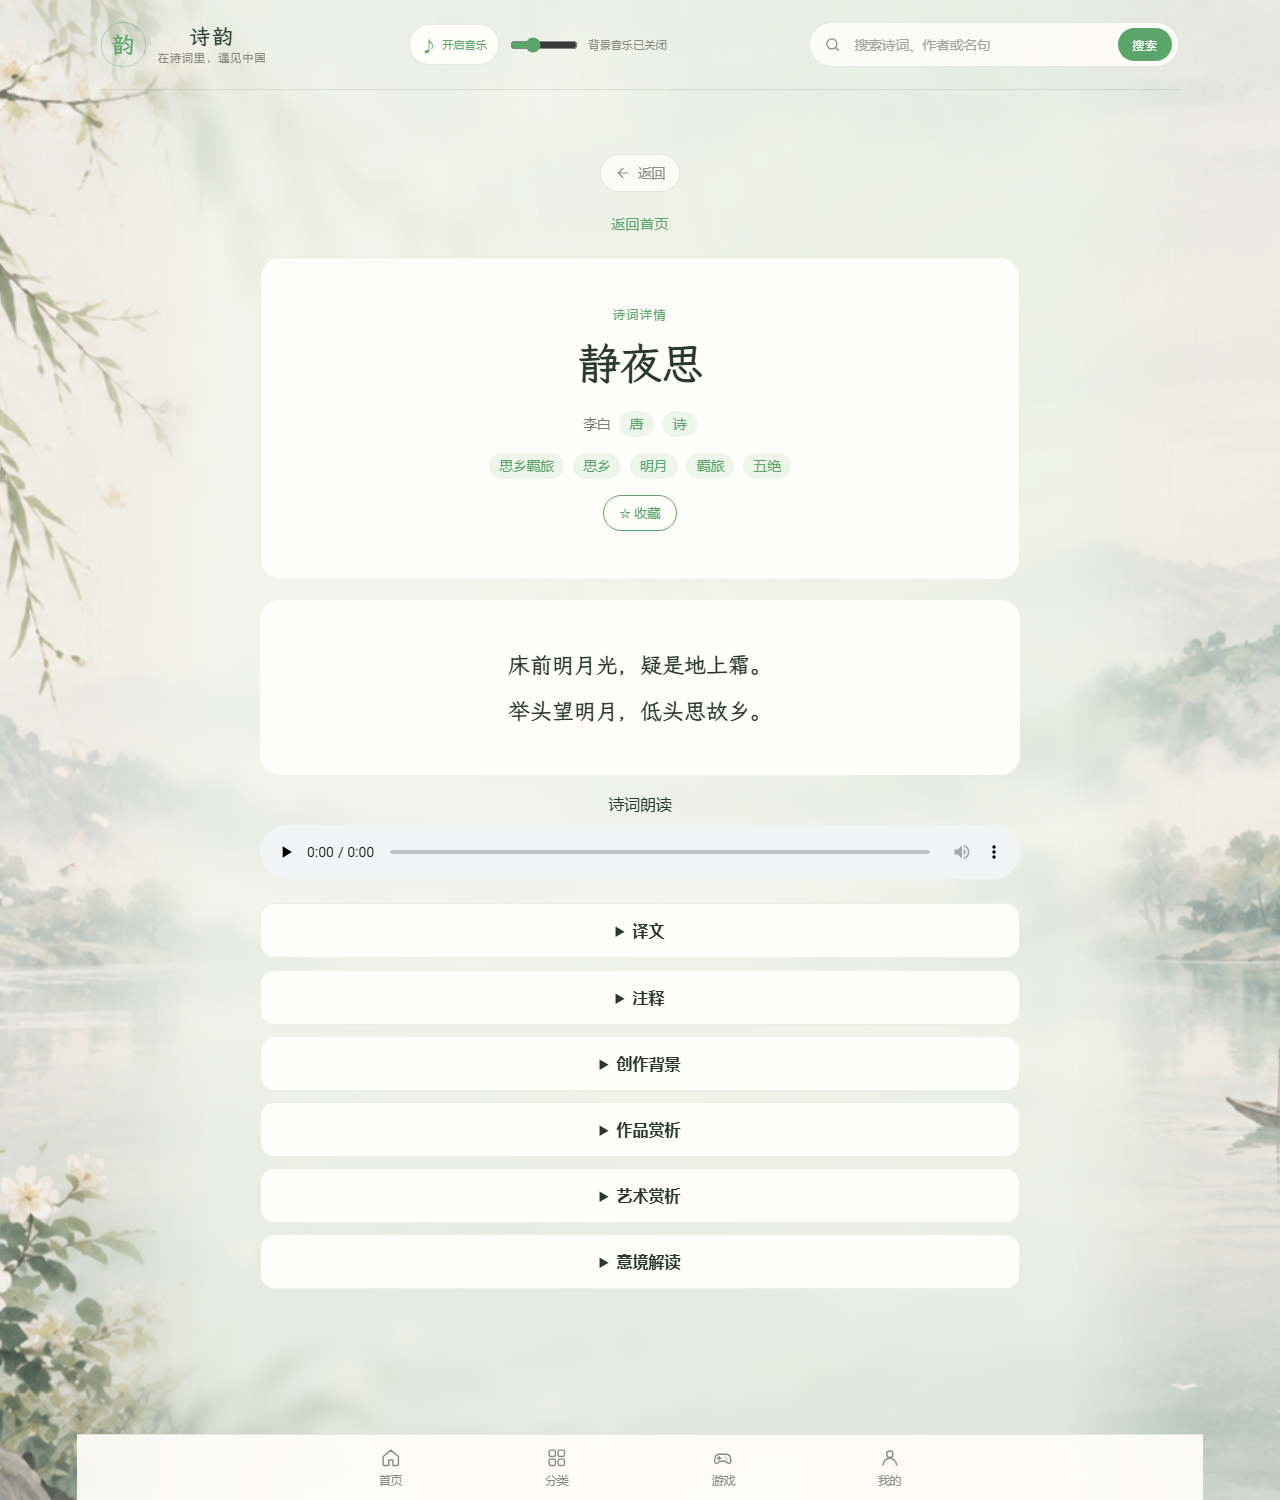 韵
诗韵
在诗词里，遇见中国
♪ 开启音乐
背景音乐已关闭
搜索诗词、作者或名句
搜索
← 返回
返回首页
诗词详情
静夜思
李白 唐 诗
思乡羁旅 思乡 明月 羁旅 五绝
☆ 收藏
床前明月光，疑是地上霜。
举头望明月，低头思故乡。
诗词朗读
0:00 / 0:00
▶ 译文
▶ 注释
▶ 创作背景
▶ 作品赏析
▶ 艺术赏析
▶ 意境解读
首页 分类 游戏 我的